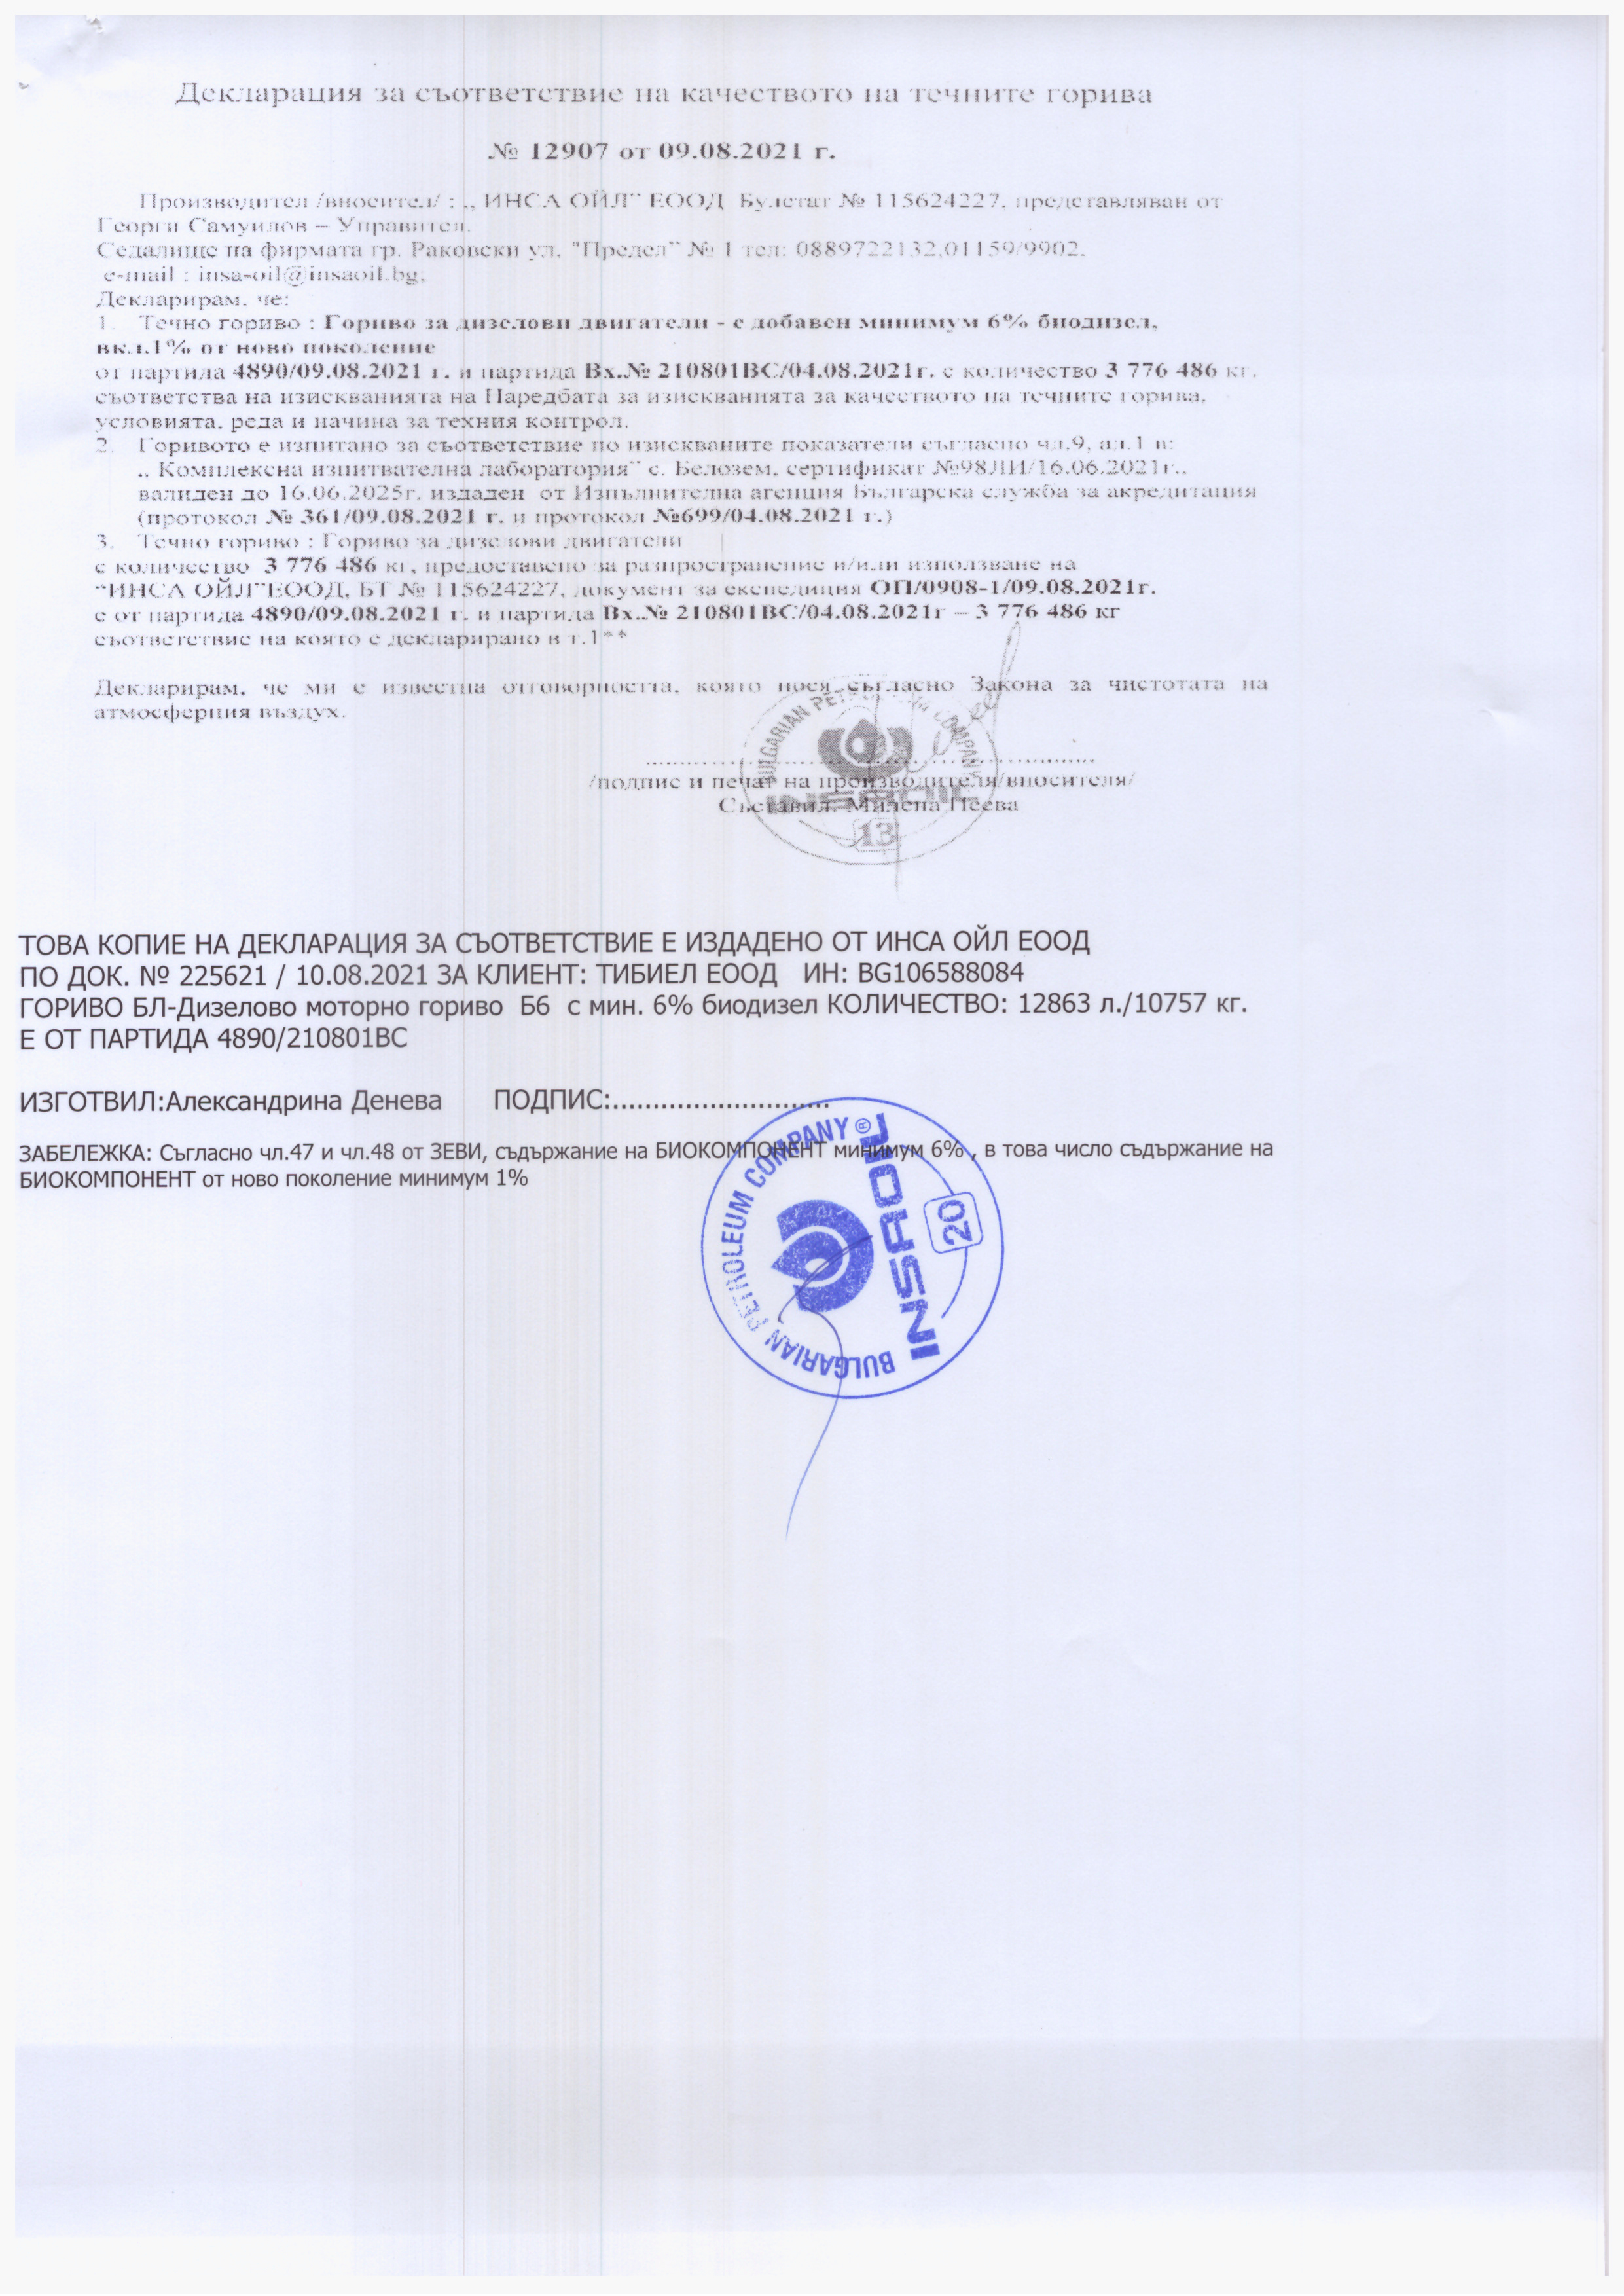 Декларация за съответствие на качеството на течните горива
№ 12907 от 09.08.2021 г.
Производител /вносител/ : ,, ИНСА ОЙЛ" ЕООД Булстат № 115624227, представляван от
Георги Самуилов – Управител.
Седалище на фирмата гр. Раковски ул. "Предел" № 1 тел: 0889722132,03159/9902.
e-mail : insa-oil@insaoil.bg;
Декларирам, че:
1. Течно гориво : Гориво за дизелови двигатели - с добавен минимум 6% биодизел,
вкл.1% от ново поколение
от партида 4890/09.08.2021 г. и партида Вх.№ 210801ВС/04.08.2021г. с количество 3 776 486 кг.
съответства на изискванията на Наредбата за изискванията за качеството на течните горива,
условията, реда и начина за техния контрол.
2. Горивото е изпитано за съответствие по изискваните показатели съгласно чл.9, ал.1 в:
,, Комплексна изпитвателна лаборатория" с. Белозем, сертификат №98ЛИ/16.06.2021г.,
валиден до 16.06.2025г. издаден от Изпълнителна агенция Българска служба за акредитация
(протокол № 361/09.08.2021 г. и протокол №699/04.08.2021 г.)
3. Течно гориво : Гориво за дизелови двигатели
с количество 3 776 486 кг, предоставено за разпространение и/или използване на
"ИНСА ОЙЛ"ЕООД, БТ № 115624227, документ за експедиция ОП/0908-1/09.08.2021г.
е от партида 4890/09.08.2021 г. и партида Вх.№ 210801ВС/04.08.2021г – 3 776 486 кг
съответствие на която е декларирано в т.1**
Декларирам, че ми е известна отговорността, която нося съгласно Закона за чистотата на
атмосферния въздух.
BULGARIAN PETROLEUM COMPANY
/подпис и печат на производителя/вносителя/
INSAOIL
Съставил: Милена Пеева
13
ТОВА КОПИЕ НА ДЕКЛАРАЦИЯ ЗА СЪОТВЕТСТВИЕ Е ИЗДАДЕНО ОТ ИНСА ОЙЛ ЕООД
ПО ДОК. № 225621 / 10.08.2021 ЗА КЛИЕНТ: ТИБИЕЛ ЕООД ИН: BG106588084
ГОРИВО БЛ-Дизелово моторно гориво Б6 с мин. 6% биодизел КОЛИЧЕСТВО: 12863 л./10757 кг.
Е ОТ ПАРТИДА 4890/210801ВС
ИЗГОТВИЛ:Александрина Денева ПОДПИС:...........................
ЗАБЕЛЕЖКА: Съгласно чл.47 и чл.48 от ЗЕВИ, съдържание на БИОКОМПОНЕНТ минимум 6% , в това число съдържание на
БИОКОМПОНЕНТ от ново поколение минимум 1%
BULGARIAN PETROLEUM COMPANY ®
INSAOIL
20